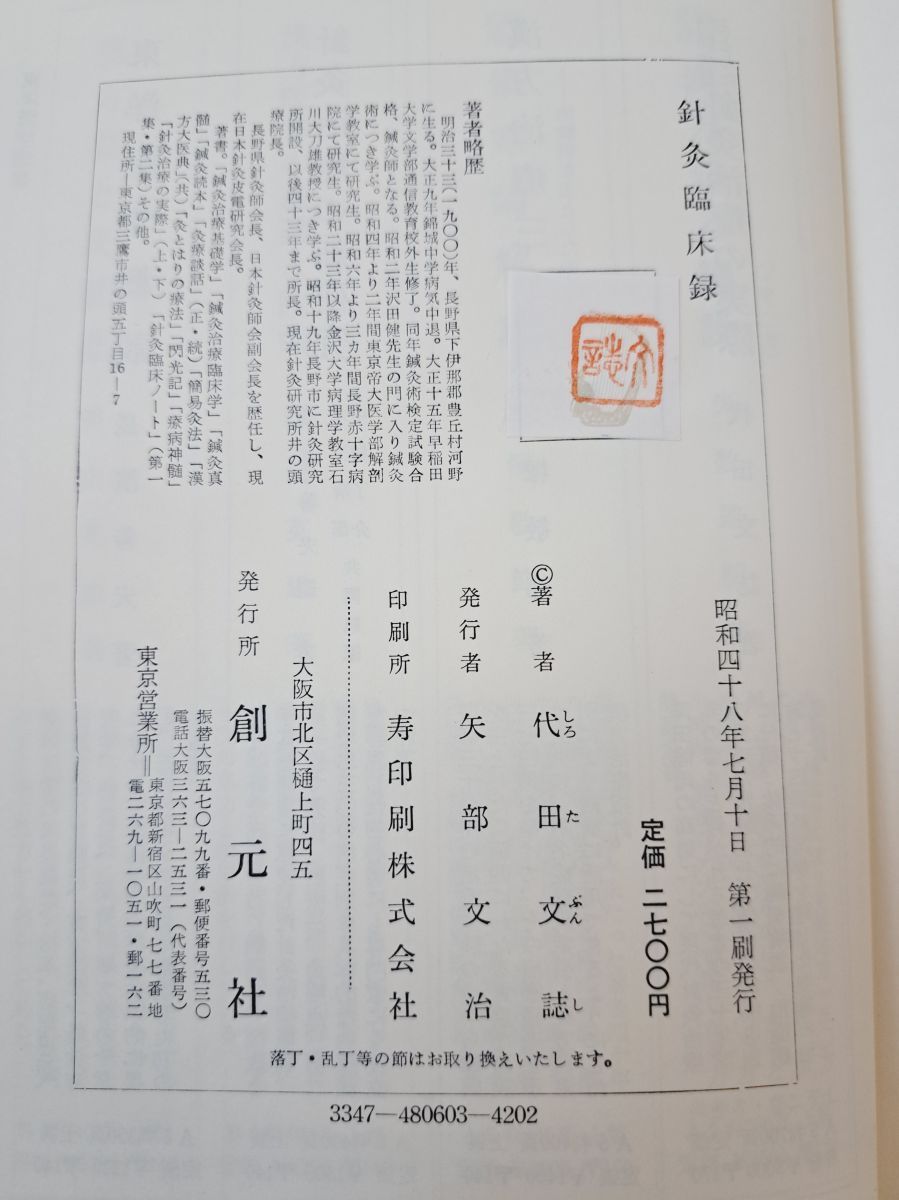 針灸臨床録
文誌
著者略歴
明治三十三(一九〇〇)年、長野県下伊那郡豊丘村河野
に生る。大正九年錦城中学病気中退。大正十五年早稲田
大学文学部通信教育校外生修了。同年鍼灸術検定試験合
格、鍼灸師となる。昭和二年沢田健先生の門に入り鍼灸
術につき学ぶ。昭和四年より二年間東京帝大医学部解剖
学教室にて研究生。昭和六年より三カ年間長野赤十字病
院にて研究生。昭和二十三年以降金沢大学病理学教室石
川大刀雄教授につき学ぶ。昭和十九年長野市に針灸研究
所開設、以後四十三年まで所長。現在針灸研究所井の頭
療院長。
長野県針灸師会長、日本針灸師会副会長を歴任し、現
在日本針灸皮電研究会長。
著書。「鍼灸治療基礎学」「鍼灸治療臨床学」「鍼灸真
髄」「鍼灸読本」「灸療談話」(正・続)「簡易灸法」「漢
方大医典」(共)「灸とはりの療法」「閃光記」「療病神髄」
「針灸治療の実際」(上・下)「針灸臨床ノート」(第一
集・第二集)その他。
現住所―東京都三鷹市井の頭五丁目16―7
昭和四十八年七月十日 第一刷発行
定価 二七〇〇円
©著者 代田文誌
しろ た ぶん し
発行者 矢部文治
印刷所 寿印刷株式会社
大阪市北区樋上町四五
発行所 創元社
振替大阪五七〇九九番・郵便番号五三〇
電話大阪三六三―二五三一(代表番号)
東京営業所＝東京都新宿区山吹町七七番地
電二六九―一〇五一・郵一六二
落丁・乱丁等の節はお取り換えいたします。
3347―480603―4202